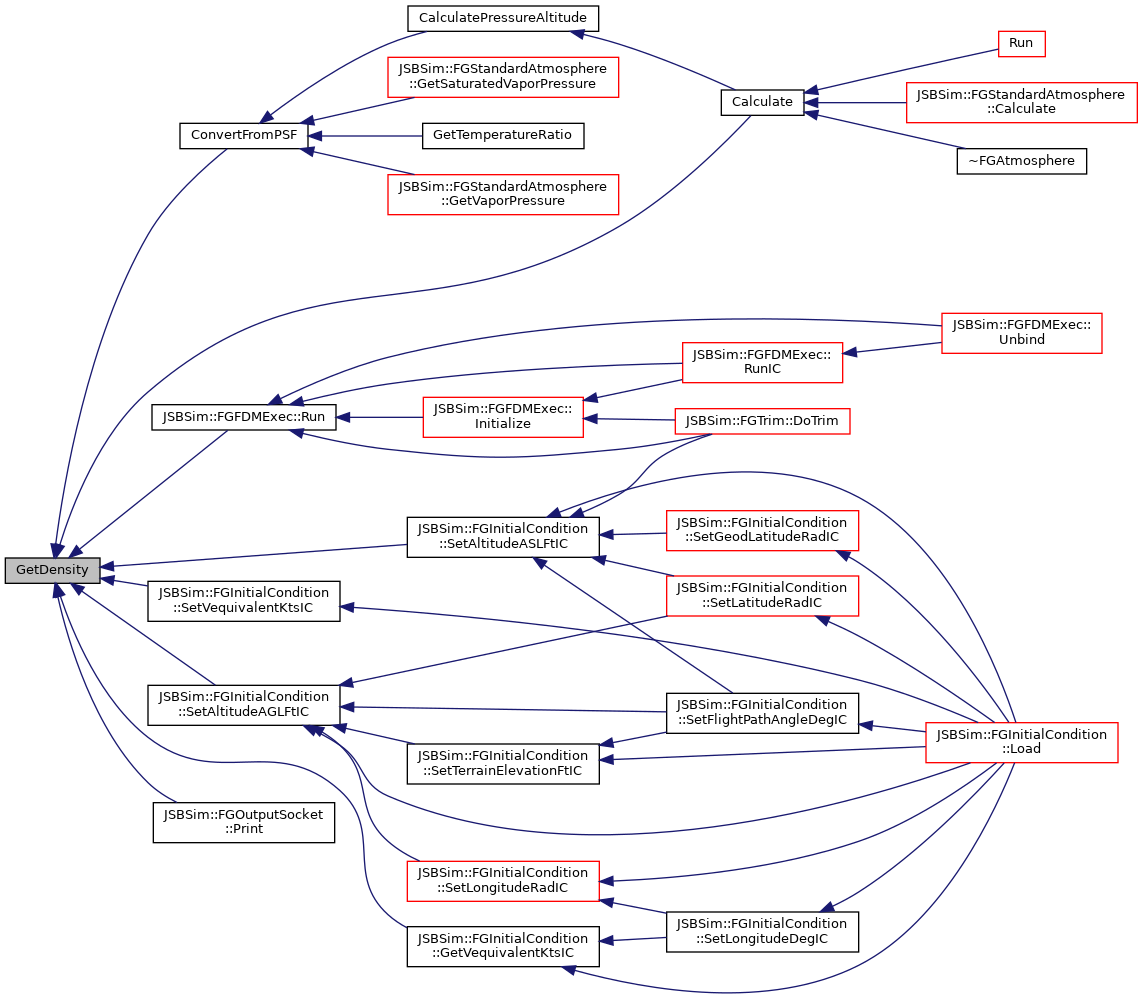 CalculatePressureAltitude
Run
JSBSim::FGStandardAtmosphere
::GetSaturatedVaporPressure
Calculate
JSBSim::FGStandardAtmosphere
::Calculate
ConvertFromPSF
GetTemperatureRatio
~FGAtmosphere
JSBSim::FGStandardAtmosphere
::GetVaporPressure
JSBSim::FGFDMExec::
Unbind
JSBSim::FGFDMExec::
RunIC
JSBSim::FGFDMExec::Run
JSBSim::FGFDMExec::
Initialize
JSBSim::FGTrim::DoTrim
JSBSim::FGInitialCondition
::SetAltitudeASLFtIC
JSBSim::FGInitialCondition
::SetGeodLatitudeRadIC
GetDensity
JSBSim::FGInitialCondition
::SetVequivalentKtsIC
JSBSim::FGInitialCondition
::SetLatitudeRadIC
JSBSim::FGInitialCondition
::SetAltitudeAGLFtIC
JSBSim::FGInitialCondition
::SetFlightPathAngleDegIC
JSBSim::FGInitialCondition
::Load
JSBSim::FGInitialCondition
::SetTerrainElevationFtIC
JSBSim::FGOutputSocket
::Print
JSBSim::FGInitialCondition
::SetLongitudeRadIC
JSBSim::FGInitialCondition
::SetLongitudeDegIC
JSBSim::FGInitialCondition
::GetVequivalentKtsIC